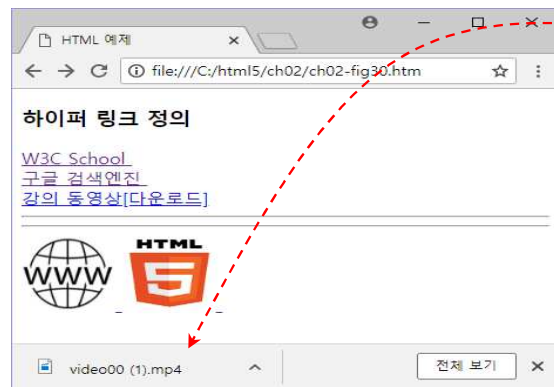 HTML 예제
file:///C:/html5/ch02/ch02-fig30.htm
하이퍼 링크 정의
W3C School
구글 검색엔진
강의 동영상[다운로드]
WWW
HTML
5
video00 (1).mp4
전체 보기